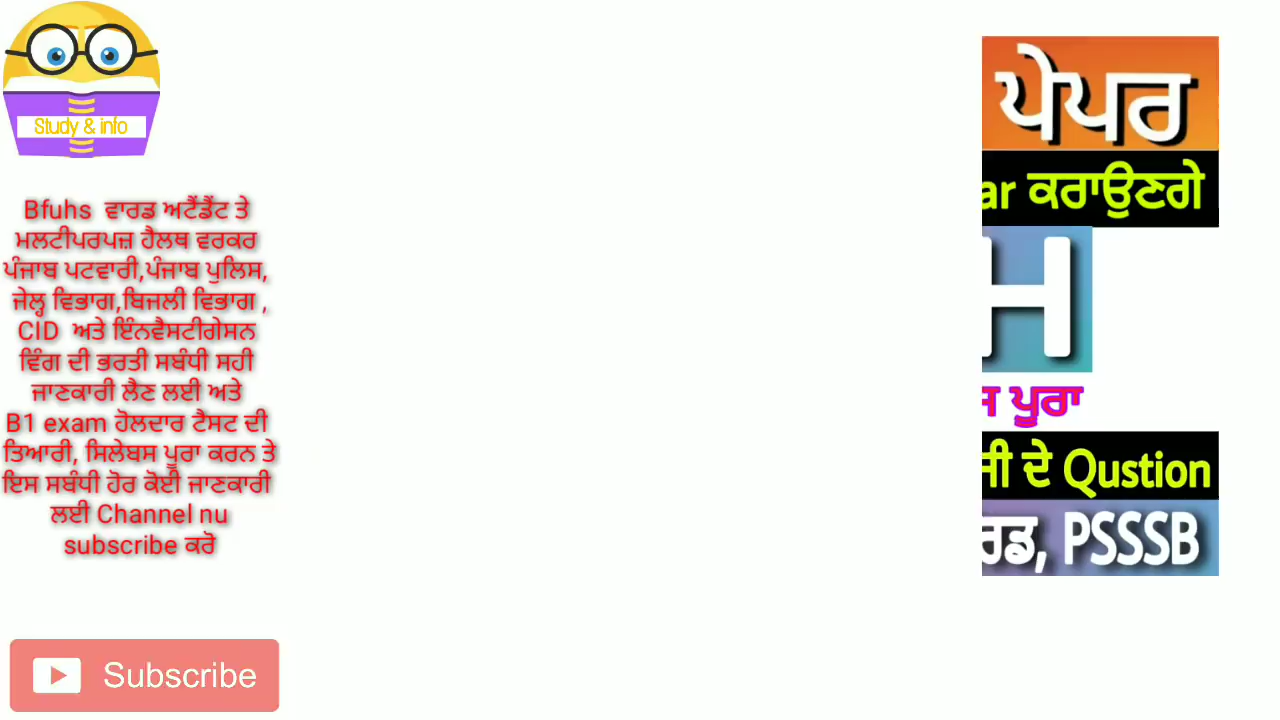 Study & info
Bfuhs ਵਾਰਡ ਅਟੈਂਡੈਂਟ ਤੇ
ਮਲਟੀਪਰਪਜ਼ ਹੈਲਥ ਵਰਕਰ
ਪੰਜਾਬ ਪਟਵਾਰੀ,ਪੰਜਾਬ ਪੁਲਿਸ,
ਜੇਲ੍ਹ ਵਿਭਾਗ,ਬਿਜਲੀ ਵਿਭਾਗ ,
CID ਅਤੇ ਇੰਨਵੈਸਟੀਗੇਸਨ
ਵਿੰਗ ਦੀ ਭਰਤੀ ਸਬੰਧੀ ਸਹੀ
ਜਾਣਕਾਰੀ ਲੈਣ ਲਈ ਅਤੇ
B1 exam ਹੋਲਦਾਰ ਟੈਸਟ ਦੀ
ਤਿਆਰੀ, ਸਿਲੇਬਸ ਪੂਰਾ ਕਰਨ ਤੇ
ਇਸ ਸਬੰਧੀ ਹੋਰ ਕੋਈ ਜਾਣਕਾਰੀ
ਲਈ Channel nu
subscribe ਕਰੋ
Subscribe
ਪੇਪਰ
ar ਕਰਾਉਣਗੇ
H
ਪੂਰਾ
ਜੀ ਦੇ Qustion
ਰਡ, PSSSB